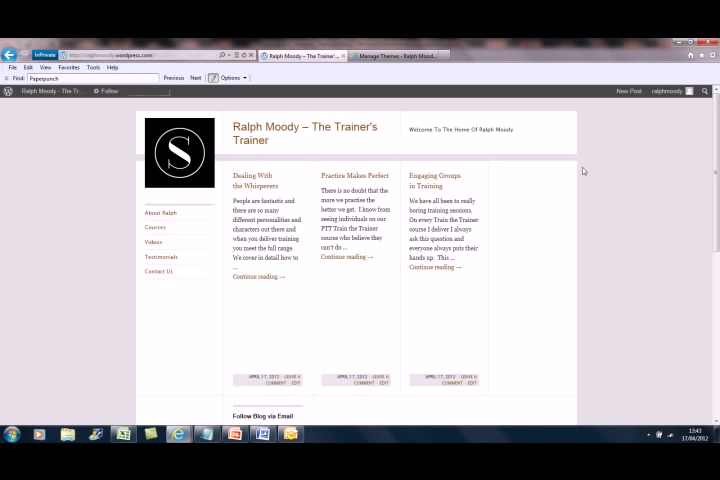 InPrivate
http://ralphmoody.wordpress.com/
Ralph Moody – The Trainer'...
Manage Themes ‹ Ralph Mood...
File Edit View Favorites Tools Help
Find: Paperpunch Previous Next Options
Ralph Moody - The Tr... Follow New Post ralphmoody
S
Ralph Moody – The Trainer's
Trainer
Welcome To The Home Of Ralph Moody
About Ralph
Courses
Videos
Testimonials
Contact Us
Dealing With
the Whisperers
People are fantastic and
there are so many
different personalities and
characters out there and
when you deliver training
you meet the full range.
We cover in detail how to
...
Continue reading →
APRIL 17, 2012 · LEAVE A
COMMENT · EDIT
Practice Makes Perfect
There is no doubt that the
more we practise the
better we get. I know from
seeing individuals on our
PTT Train the Trainer
course who believe they
can't do ...
Continue reading →
APRIL 17, 2012 · LEAVE A
COMMENT · EDIT
Engaging Groups
in Training
We have all been to really
boring training sessions.
On every Train the Trainer
course I deliver I always
ask this question and
everyone always puts their
hands up. This ...
Continue reading →
APRIL 17, 2012 · LEAVE A
COMMENT · EDIT
Follow Blog via Email
13:43
17/04/2012